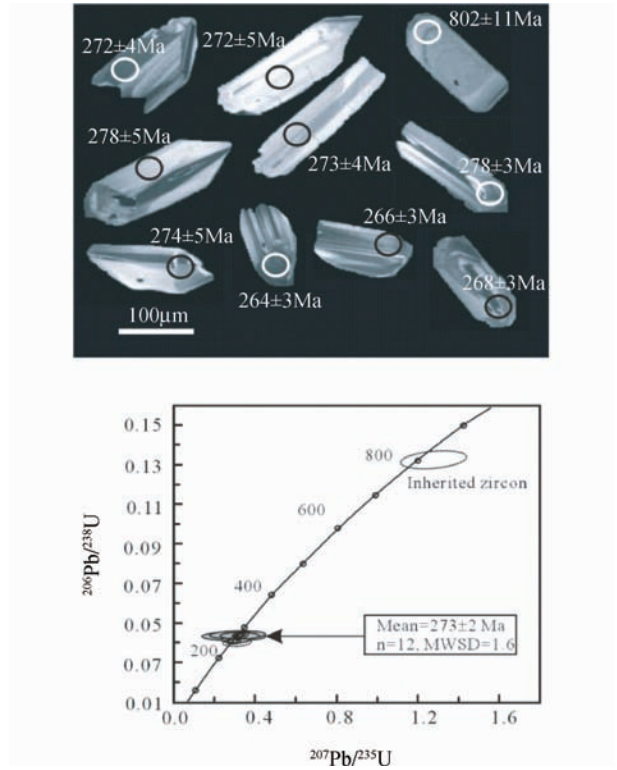 272±4Ma
272±5Ma
802±11Ma
278±5Ma
273±4Ma
278±3Ma
274±5Ma
264±3Ma
266±3Ma
268±3Ma
100μm
0.15
0.13
0.11
0.09
0.07
0.05
0.07
0.01
206Pb/238U
800
Inherited zircon
600
400
200
Mean=273±2 Ma
n=12, MWSD=1.6
0.0
0.4
0.8
1.2
1.6
207Pb/235U